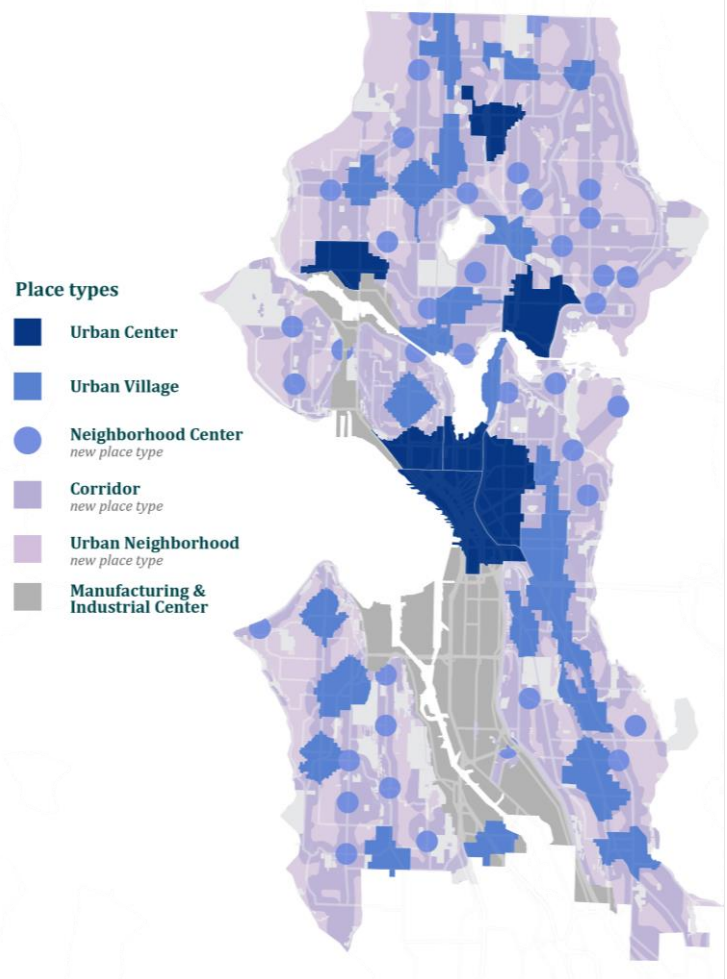 Place types
Urban Center
Urban Village
Neighborhood Center
new place type
Corridor
new place type
Urban Neighborhood
new place type
Manufacturing &
Industrial Center